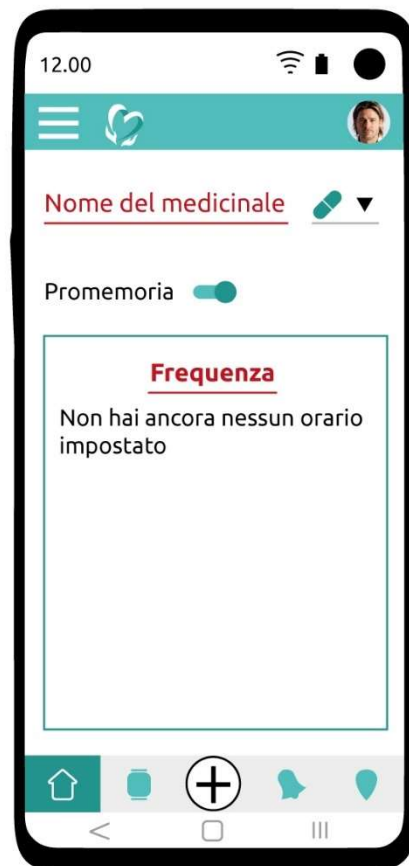 12.00
Nome del medicinale
Promemoria
Frequenza
Non hai ancora nessun orario
impostato